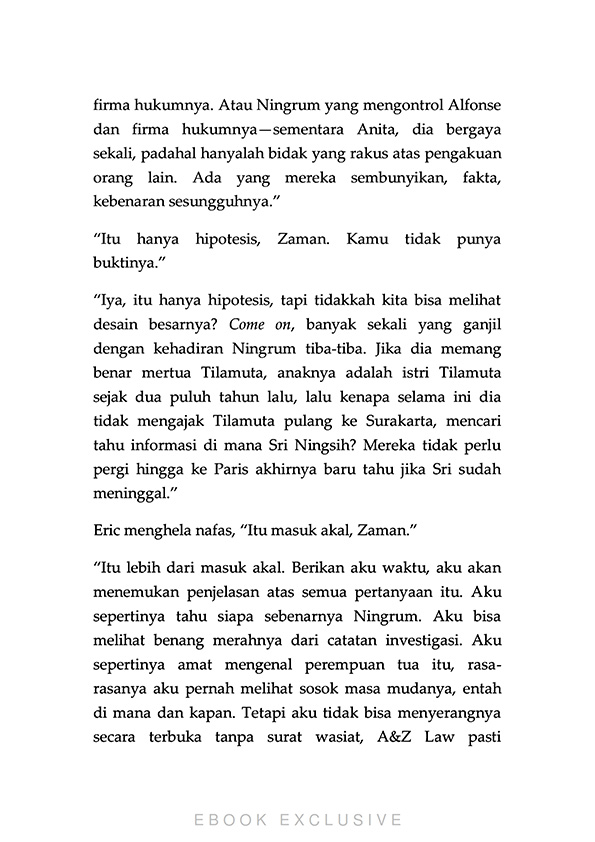 firma hukumnya. Atau Ningrum yang mengontrol Alfonse
dan firma hukumnya—sementara Anita, dia bergaya
sekali, padahal hanyalah bidak yang rakus atas pengakuan
orang lain. Ada yang mereka sembunyikan, fakta,
kebenaran sesungguhnya.”
“Itu hanya hipotesis, Zaman. Kamu tidak punya
buktinya.”
“Iya, itu hanya hipotesis, tapi tidakkah kita bisa melihat
desain besarnya? Come on, banyak sekali yang ganjil
dengan kehadiran Ningrum tiba-tiba. Jika dia memang
benar mertua Tilamuta, anaknya adalah istri Tilamuta
sejak dua puluh tahun lalu, lalu kenapa selama ini dia
tidak mengajak Tilamuta pulang ke Surakarta, mencari
tahu informasi di mana Sri Ningsih? Mereka tidak perlu
pergi hingga ke Paris akhirnya baru tahu jika Sri sudah
meninggal.”
Eric menghela nafas, “Itu masuk akal, Zaman.”
“Itu lebih dari masuk akal. Berikan aku waktu, aku akan
menemukan penjelasan atas semua pertanyaan itu. Aku
sepertinya tahu siapa sebenarnya Ningrum. Aku bisa
melihat benang merahnya dari catatan investigasi. Aku
sepertinya amat mengenal perempuan tua itu, rasa-
rasanya aku pernah melihat sosok masa mudanya, entah
di mana dan kapan. Tetapi aku tidak bisa menyerangnya
secara terbuka tanpa surat wasiat, A&Z Law pasti
EBOOK EXCLUSIVE